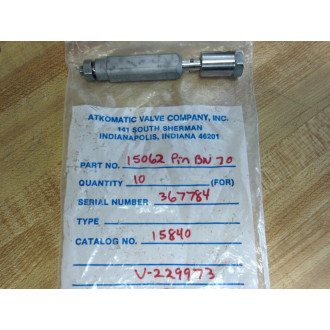 ATKOMATIC VALVE COMPANY, INC.
141 SOUTH SHERMAN
INDIANAPOLIS, INDIANA 46201
PART NO. 15062 Pin BN 70
QUANTITY 10 (FOR)
SERIAL NUMBER 367784
TYPE
CATALOG NO. 15840
V-229973